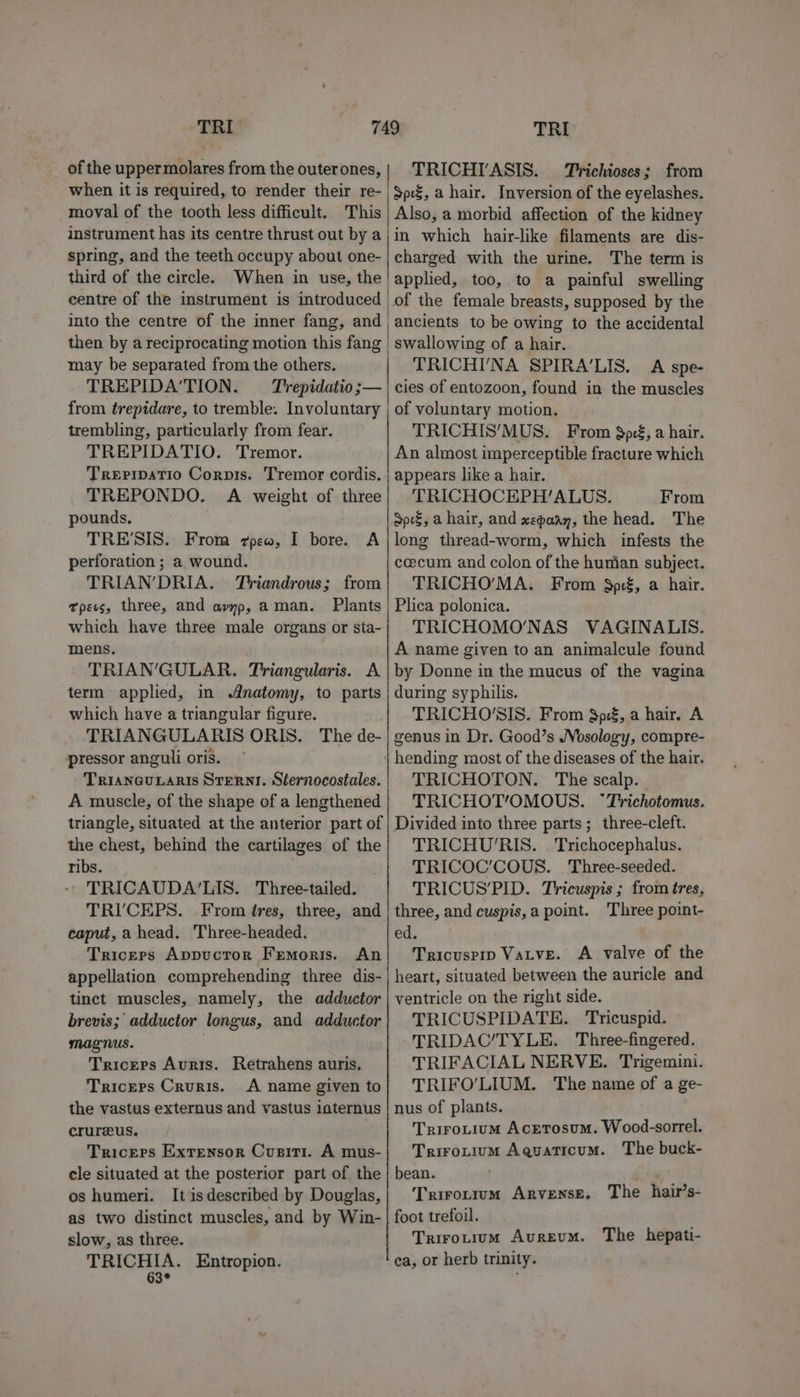 TRI 749 TRI
of the upper molares from the outer ones,
when it is required, to render their re-
moval of the tooth less difficult. This
instrument has its centre thrust out by a
spring, and the teeth occupy about one-
third of the circle. When in use, the
centre of the instrument is introduced
into the centre of the inner fang, and
then by a reciprocating motion this fang
may be separated from the others.
TREPIDA'TION. Trepidatio;—
from trepidare, to tremble. Involuntary
trembling, particularly from fear.
TREPIDATIO. Tremor.
TREPIDATIO CORDIS. Tremor cordis.
TREPONDO. A weight of three
pounds.
TRE'SIS. From τρεω, I bore. A
perforation; a wound.
TRIAN'DRIA. Triandrous; from
τρεις, three, and ανηρ, a man. Plants
which have three male organs or sta-
mens.
TRIAN'GULAR. Triangularis. A
term applied, in Anatomy, to parts
which have a triangular figure.
TRIANGULARIS ORIS. The de-
pressor anguli oris.
TRIANGULARIS STERNI. Sternocostales.
A muscle, of the shape of a lengthened
triangle, situated at the anterior part of
the chest, behind the cartilages of the
ribs.
TRICAUDA'LIS. Three-tailed.
TRI'CEPS. From tres, three, and
caput, a head. Three-headed.
TRICEPS ADDUCTOR FEMORIS. An
appellation comprehending three dis-
tinct muscles, namely, the adductor
brevis; adductor longus, and adductor
magnus.
TRICEPS AURIS. Retrahens auris.
TRICEPS CRURIS. A name given to
the vastus externus and vastus internus
crureus.
TRICEPS EXTENSOR CUBITI. A mus-
cle situated at the posterior part of the
os humeri. It is described by Douglas,
as two distinct muscles, and by Win-
slow, as three.
TRICHIA. Entropion.
63*
TRICHI'ASIS. Trichioses; from
θριξ, a hair. Inversion of the eyelashes.
Also, a morbid affection of the kidney
in which hair-like filaments are dis-
charged with the urine. The term is
applied, too, to a painful swelling
of the female breasts, supposed by the
ancients to be owing to the accidental
swallowing of a hair.
TRICHI'NA SPIRA'LIS. A spe-
cies of entozoon, found in the muscles
of voluntary motion.
TRICHIS'MUS. From θριξ, a hair.
An almost imperceptible fracture which
appears like a hair.
TRICHOCEPH'ALUS. From
θριξ, a hair, and κεφαλη, the head. The
long thread-worm, which infests the
cœcum and colon of the human subject.
TRICHO'MA. From θριξ, a hair.
Plica polonica.
TRICHOMO'NAS VAGINALIS.
A name given to an animalcule found
by Donne in the mucus of the vagina
during syphilis.
TRICHO'SIS. From θριξ, a hair. A
genus in Dr. Good's Nosology, compre-
hending most of the diseases of the hair.
TRICHOTON. The scalp.
TRICHOT'OMOUS. Trichotomus.
Divided into three parts; three-cleft.
TRICHU'RIS. Trichocephalus.
TRICOC'COUS. Three-seeded.
TRICUS'PID. Tricuspis; from tres,
three, and cuspis, a point. Three point-
ed.
TRICUSPID VALVE. A valve of the
heart, situated between the auricle and
ventricle on the right side.
TRICUSPIDATE. Tricuspid.
TRIDAC'TYLE. Three-fingered.
TRIFACIAL NERVE. Trigemini.
TRIFO'LIUM. The name of a ge-
nus of plants.
TRIFOLIUM ACETOSUM. Wood-sorrel.
TRIFOLIUM AQUATICUM. The buck-
bean.
TRIFOLIUM ARVENSE. The hair's-
foot trefoil.
TRIFOLIUM AUREUM. The hepati-
ca, or herb trinity.